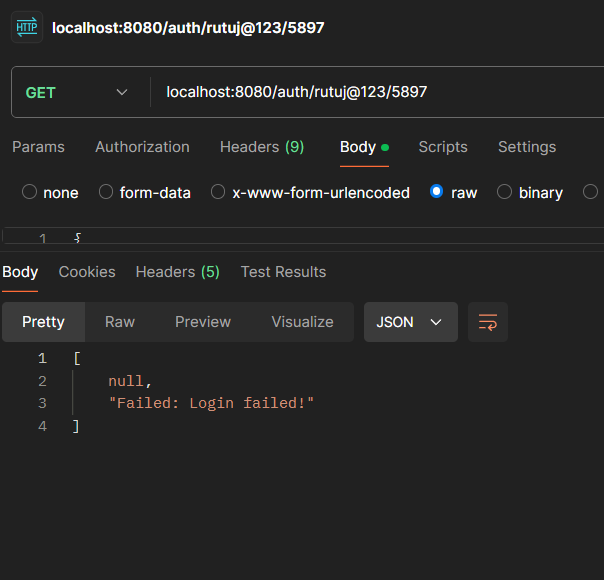 HTTP localhost:8080/auth/rutuj@123/5897
GET localhost:8080/auth/rutuj@123/5897
Params Authorization Headers (9) Body Scripts Settings
none form-data x-www-form-urlencoded raw binary
1 {
Body Cookies Headers (5) Test Results
Pretty Raw Preview Visualize JSON
1 [
2 null,
3 "Failed: Login failed!"
4 ]